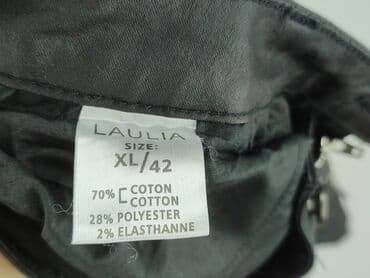 LAULIA
SIZE:
XL/42
70% [ COTON
COTTON
28% POLYESTER
2% ELASTHANNE